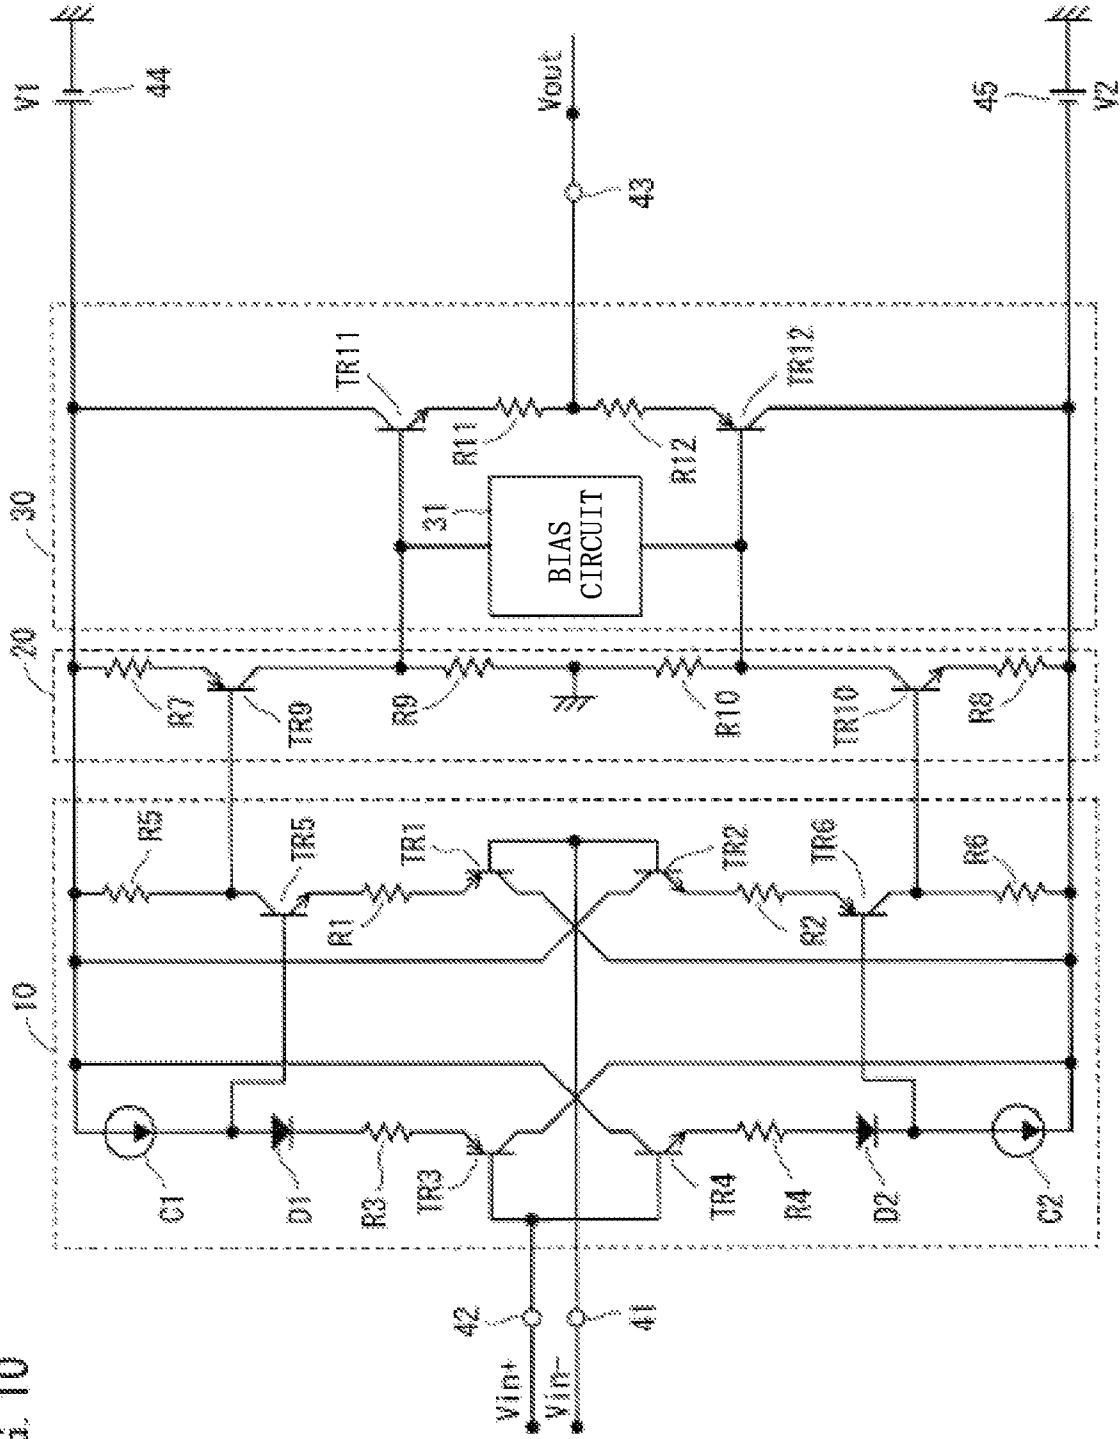 10
20
30
V1
44
C1
R5
R7
D1
TR5
TR9
TR11
R3
R1
TR3
TR1
R9
R11
31
42
Vin+
BIAS
CIRCUIT
43
Vout
Vin-
41
TR4
TR2
R10
R12
R4
R2
D2
TR6
TR10
TR12
C2
R6
R8
45
V2